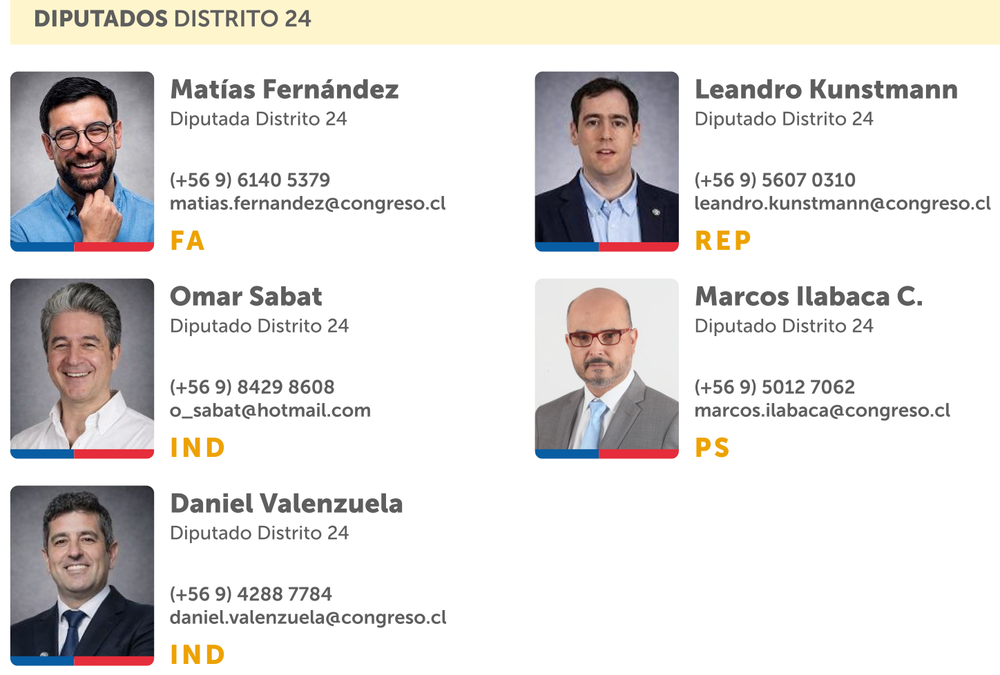 DIPUTADOS DISTRITO 24
Matías Fernández
Diputada Distrito 24
(+56 9) 6140 5379
matias.fernandez@congreso.cl
FA
Leandro Kunstmann
Diputado Distrito 24
(+56 9) 5607 0310
leandro.kunstmann@congreso.cl
REP
Omar Sabat
Diputado Distrito 24
(+56 9) 8429 8608
o_sabat@hotmail.com
IND
Marcos Ilabaca C.
Diputado Distrito 24
(+56 9) 5012 7062
marcos.ilabaca@congreso.cl
PS
Daniel Valenzuela
Diputado Distrito 24
(+56 9) 4288 7784
daniel.valenzuela@congreso.cl
IND